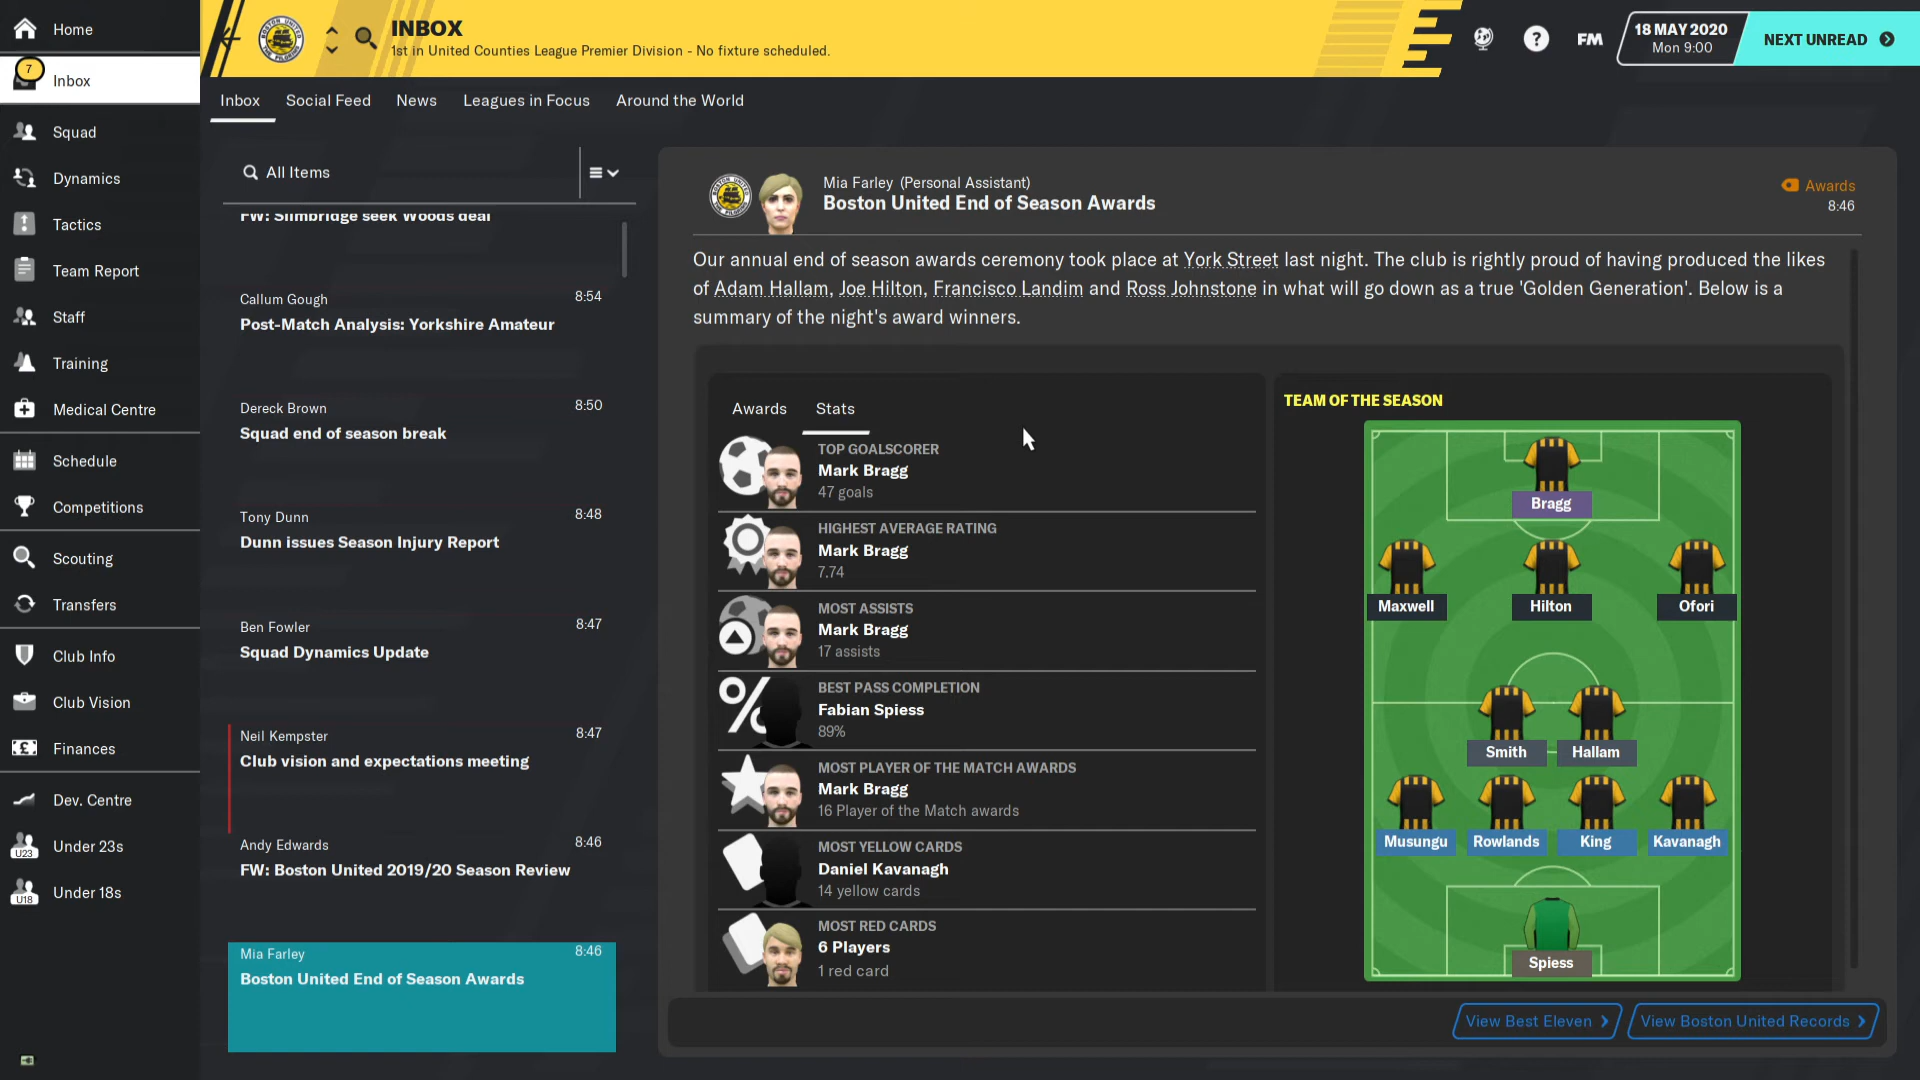 Home
7
Inbox
Squad
Dynamics
Tactics
Team Report
Staff
Training
Medical Centre
Schedule
Competitions
Scouting
Transfers
Club Info
Club Vision
Finances
Dev. Centre
U23
Under 23s
U18
Under 18s
INBOX
1st in United Counties League Premier Division - No fixture scheduled.
?
FM
18 MAY 2020
Mon 9:00
NEXT UNREAD
Inbox Social Feed News Leagues in Focus Around the World
All Items
FW: Slimbridge seek Woods deal
Callum Gough 8:54
Post-Match Analysis: Yorkshire Amateur
Dereck Brown 8:50
Squad end of season break
Tony Dunn 8:48
Dunn issues Season Injury Report
Ben Fowler 8:47
Squad Dynamics Update
Neil Kempster 8:47
Club vision and expectations meeting
Andy Edwards 8:46
FW: Boston United 2019/20 Season Review
Mia Farley 8:46
Boston United End of Season Awards
Mia Farley (Personal Assistant)
Boston United End of Season Awards
Awards
8:46
Our annual end of season awards ceremony took place at York Street last night. The club is rightly proud of having produced the likes
of Adam Hallam, Joe Hilton, Francisco Landim and Ross Johnstone in what will go down as a true 'Golden Generation'. Below is a
summary of the night's award winners.
Awards Stats
TOP GOALSCORER
Mark Bragg
47 goals
HIGHEST AVERAGE RATING
Mark Bragg
7.74
MOST ASSISTS
Mark Bragg
17 assists
%
BEST PASS COMPLETION
Fabian Spiess
89%
MOST PLAYER OF THE MATCH AWARDS
Mark Bragg
16 Player of the Match awards
MOST YELLOW CARDS
Daniel Kavanagh
14 yellow cards
MOST RED CARDS
6 Players
1 red card
TEAM OF THE SEASON
Bragg
Maxwell Hilton Ofori
Smith Hallam
Musungu Rowlands King Kavanagh
Spiess
View Best Eleven
View Boston United Records